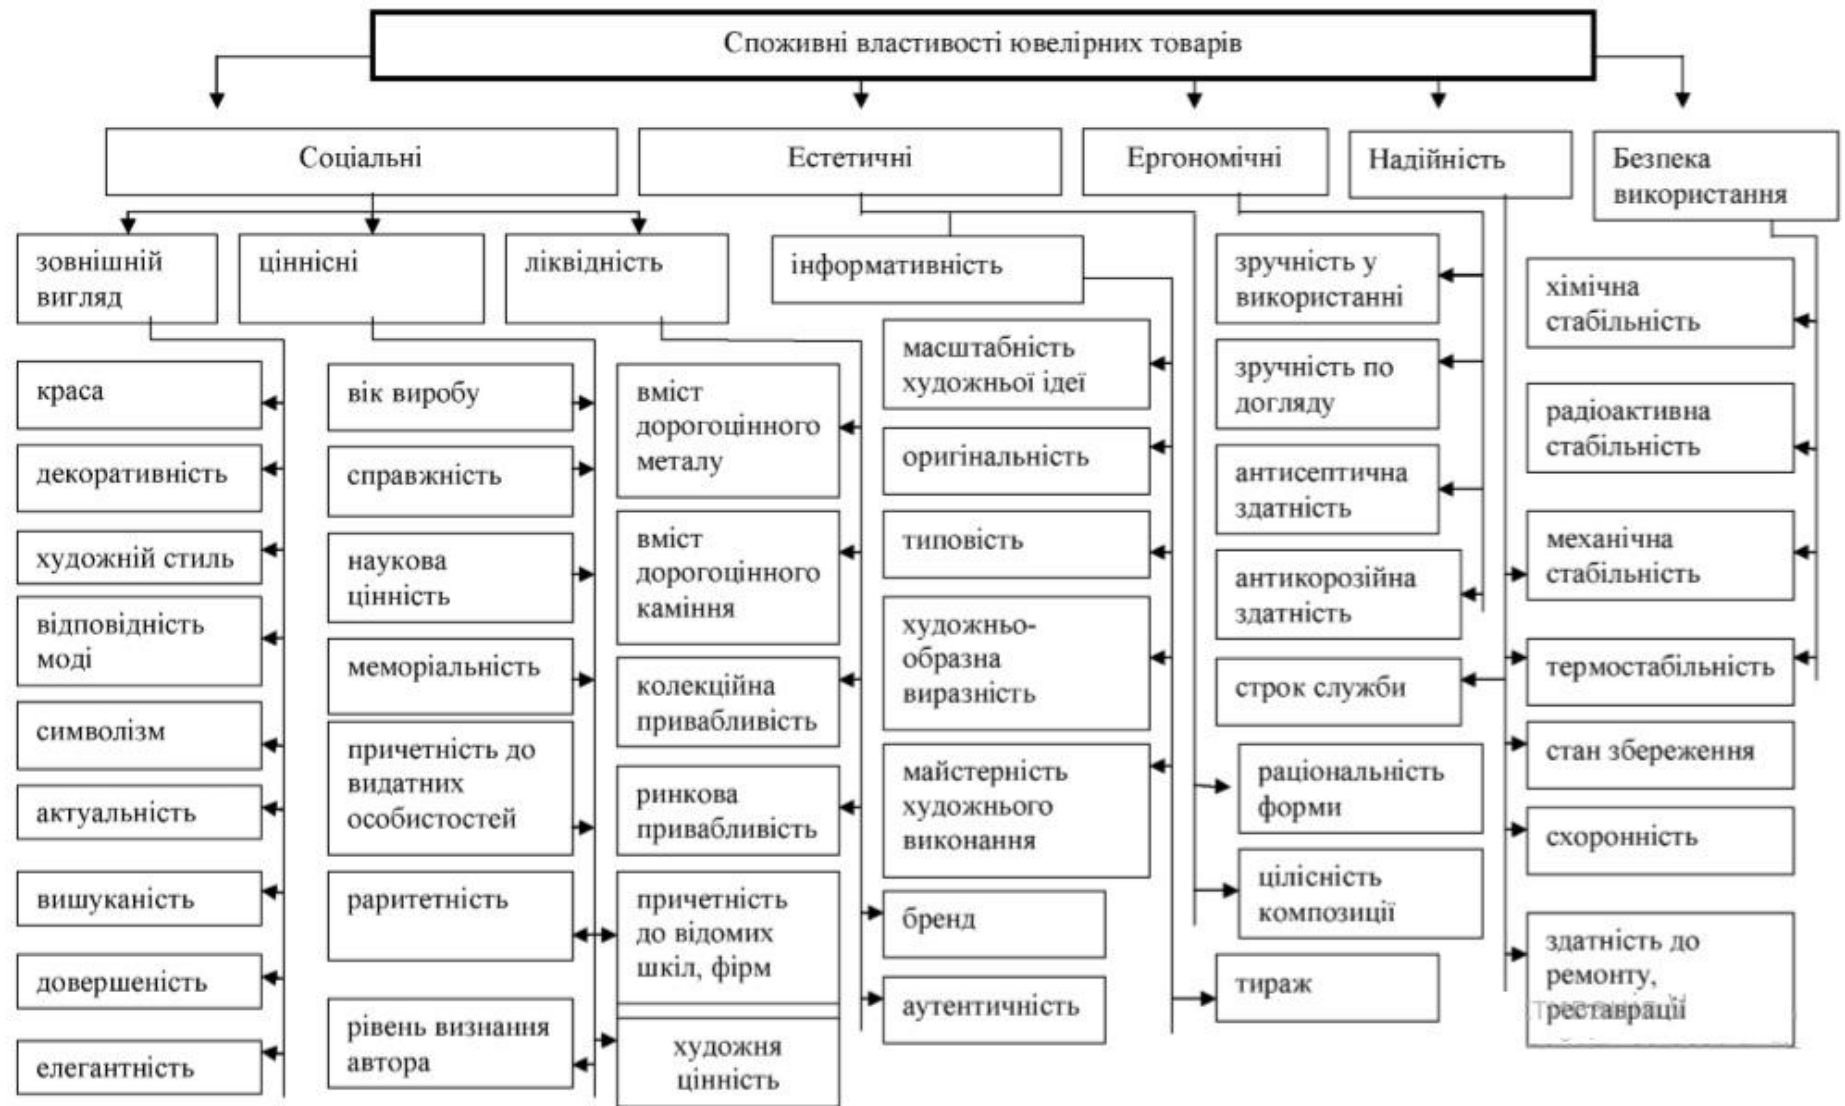 Споживні властивості ювелірних товарів
Соціальні
Естетичні
Ергономічні
Надійність
Безпека
використання
зовнішній
вигляд
ціннісні
ліквідність
інформативність
краса
декоративність
художній стиль
відповідність
моді
символізм
актуальність
вишуканість
довершеність
елегантність
вік виробу
справжність
наукова
цінність
меморіальність
причетність до
видатних
особистостей
раритетність
рівень визнання
автора
вміст
дорогоцінного
металу
вміст
дорогоцінного
каміння
колекційна
привабливість
ринкова
привабливість
причетність
до відомих
шкіл, фірм
художня
цінність
масштабність
художньої ідеї
оригінальність
типовість
художньо-
образна
виразність
майстерність
художнього
виконання
бренд
аутентичність
зручність у
використанні
зручність по
догляду
антисептична
здатність
антикорозійна
здатність
строк служби
раціональність
форми
цілісність
композиції
тираж
хімічна
стабільність
радіоактивна
стабільність
механічна
стабільність
термостабільність
стан збереження
схоронність
здатність до
ремонту,
реставрації